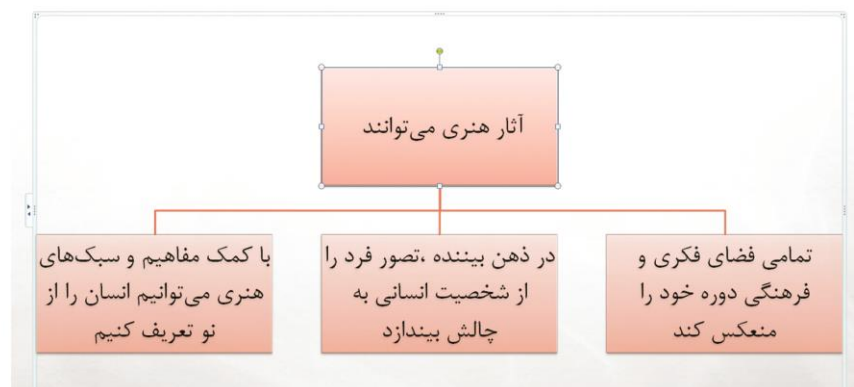 آثار هنری می‌توانند
تمامی فضای فکری و
فرهنگی دوره خود را
منعکس کند
در ذهن بیننده ،تصور فرد را
از شخصیت انسانی به
چالش بیندازد
با کمک مفاهیم و سبک‌های
هنری می‌توانیم انسان را از
نو تعریف کنیم